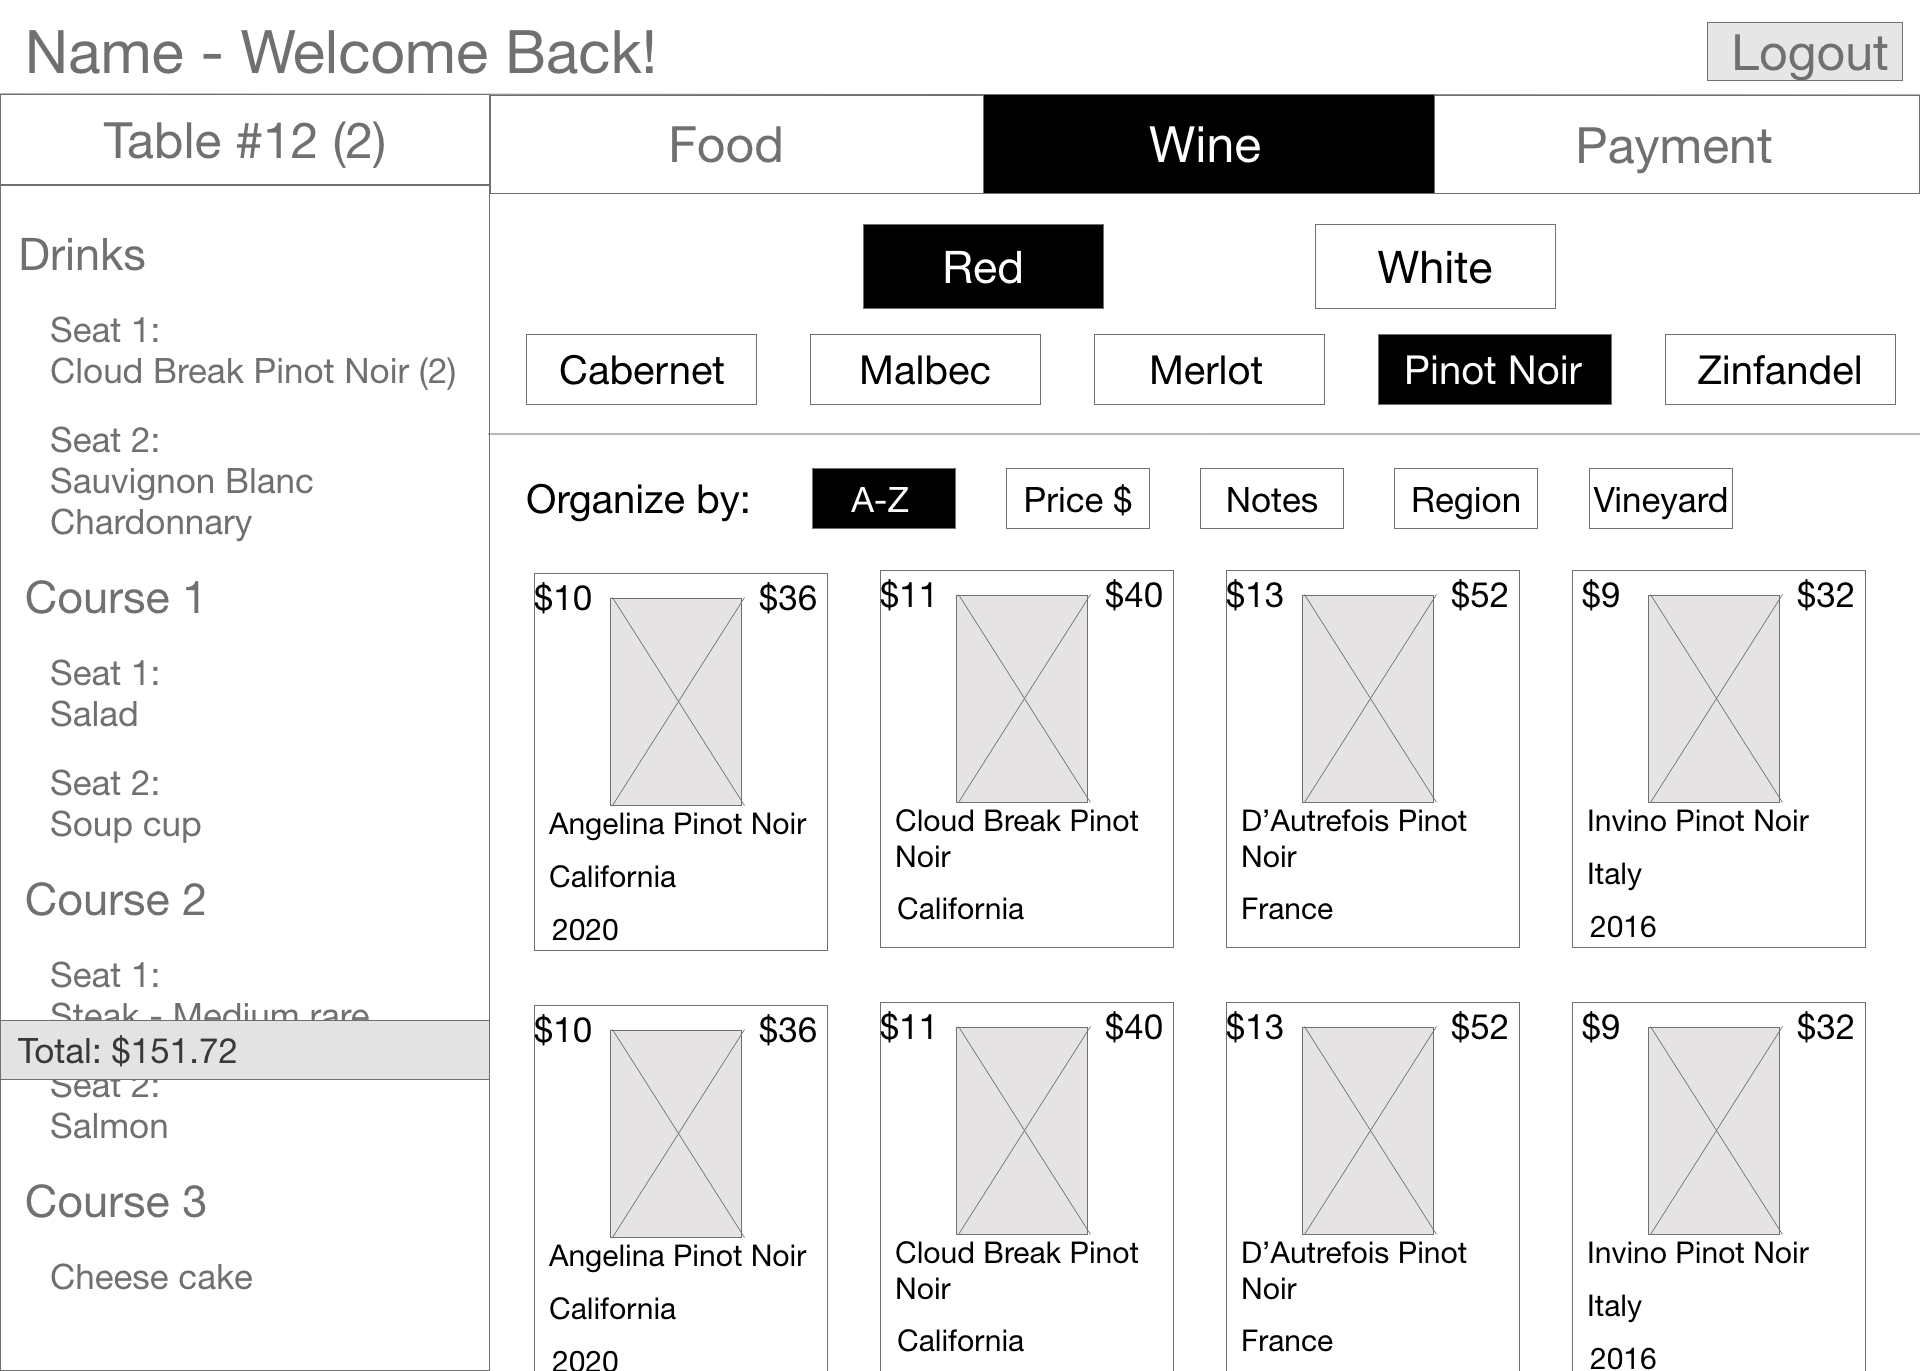 Name - Welcome Back!
Logout
Table #12 (2)
Food
Wine
Payment
Drinks
Seat 1:
Cloud Break Pinot Noir (2)
Seat 2:
Sauvignon Blanc
Chardonnary
Course 1
Seat 1:
Salad
Seat 2:
Soup cup
Course 2
Seat 1:
Steak - Medium rare
Total: $151.72
Seat 2:
Salmon
Course 3
Cheese cake
Red
White
Cabernet
Malbec
Merlot
Pinot Noir
Zinfandel
Organize by:
A-Z
Price $
Notes
Region
Vineyard
$10
$36
Angelina Pinot Noir
California
2020
$11
$40
Cloud Break Pinot
Noir
California
$13
$52
D’Autrefois Pinot
Noir
France
$9
$32
Invino Pinot Noir
Italy
2016
$10
$36
Angelina Pinot Noir
California
2020
$11
$40
Cloud Break Pinot
Noir
California
$13
$52
D’Autrefois Pinot
Noir
France
$9
$32
Invino Pinot Noir
Italy
2016